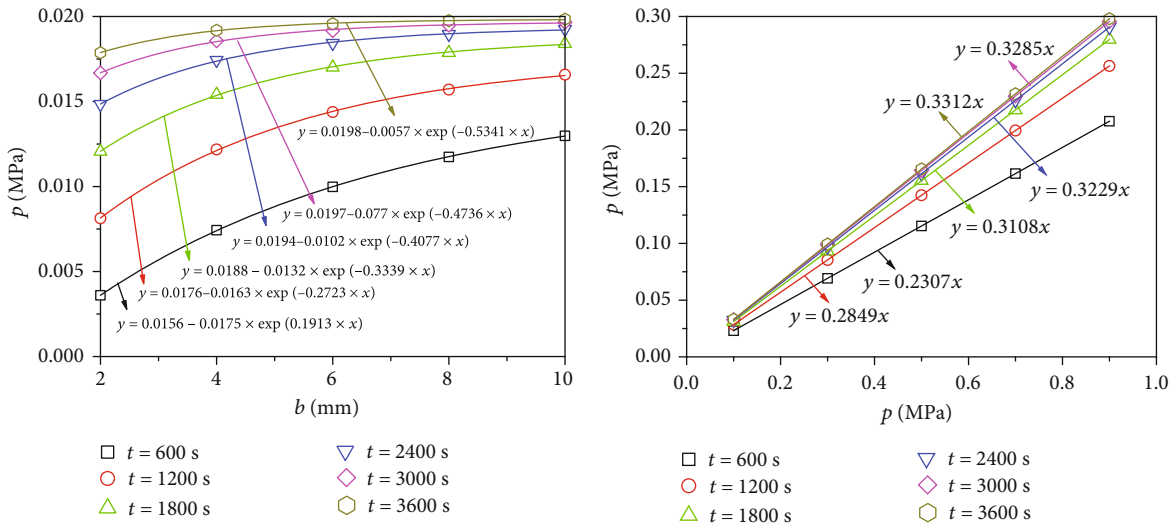 0.020
0.015
0.010
0.005
0.000
p (MPa)
y = 0.0198–0.0057 × exp (–0.5341 × x)
y = 0.0197–0.077 × exp (–0.4736 × x)
y = 0.0194–0.0102 × exp (–0.4077 × x)
y = 0.0188 – 0.0132 × exp (–0.3339 × x)
y = 0.0176–0.0163 × exp (–0.2723 × x)
y = 0.0156 – 0.0175 × exp (0.1913 × x)
2 4 6 8 10
b (mm)
t = 600 s
t = 1200 s
t = 1800 s
t = 2400 s
t = 3000 s
t = 3600 s
0.30
0.25
0.20
0.15
0.10
0.05
0.00
p (MPa)
y = 0.3285x
y = 0.3312x
y = 0.3229x
y = 0.3108x
y = 0.2307x
y = 0.2849x
0.0 0.2 0.4 0.6 0.8 1.0
p (MPa)
t = 600 s
t = 1200 s
t = 1800 s
t = 2400 s
t = 3000 s
t = 3600 s